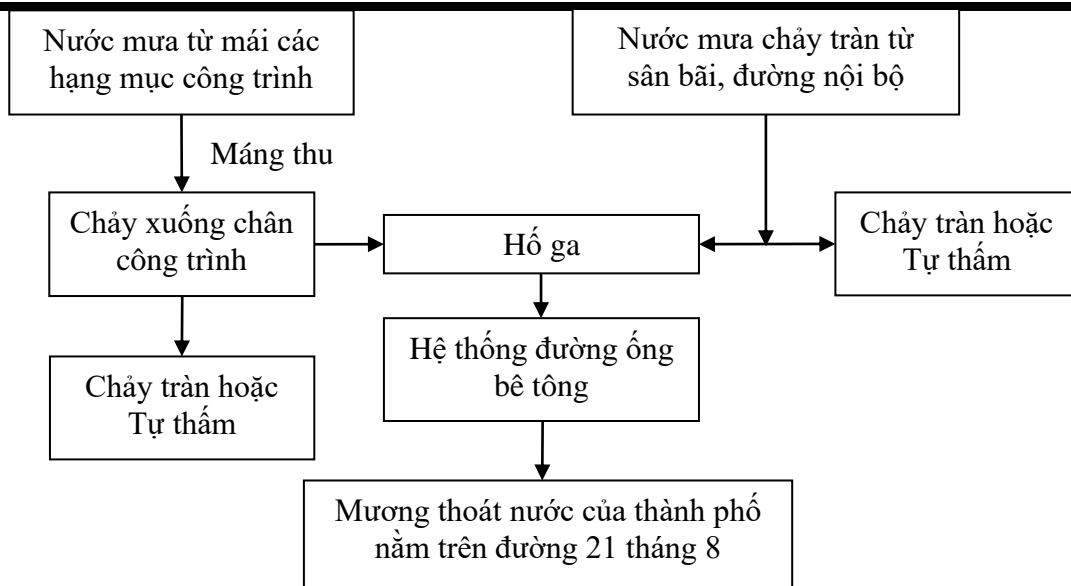 Nước mưa từ mái các
hạng mục công trình
Nước mưa chảy tràn từ
sân bãi, đường nội bộ
Máng thu
Chảy xuống chân
công trình
Hố ga
Chảy tràn hoặc
Tự thấm
Hệ thống đường ống
bê tông
Chảy tràn hoặc
Tự thấm
Mương thoát nước của thành phố
nằm trên đường 21 tháng 8